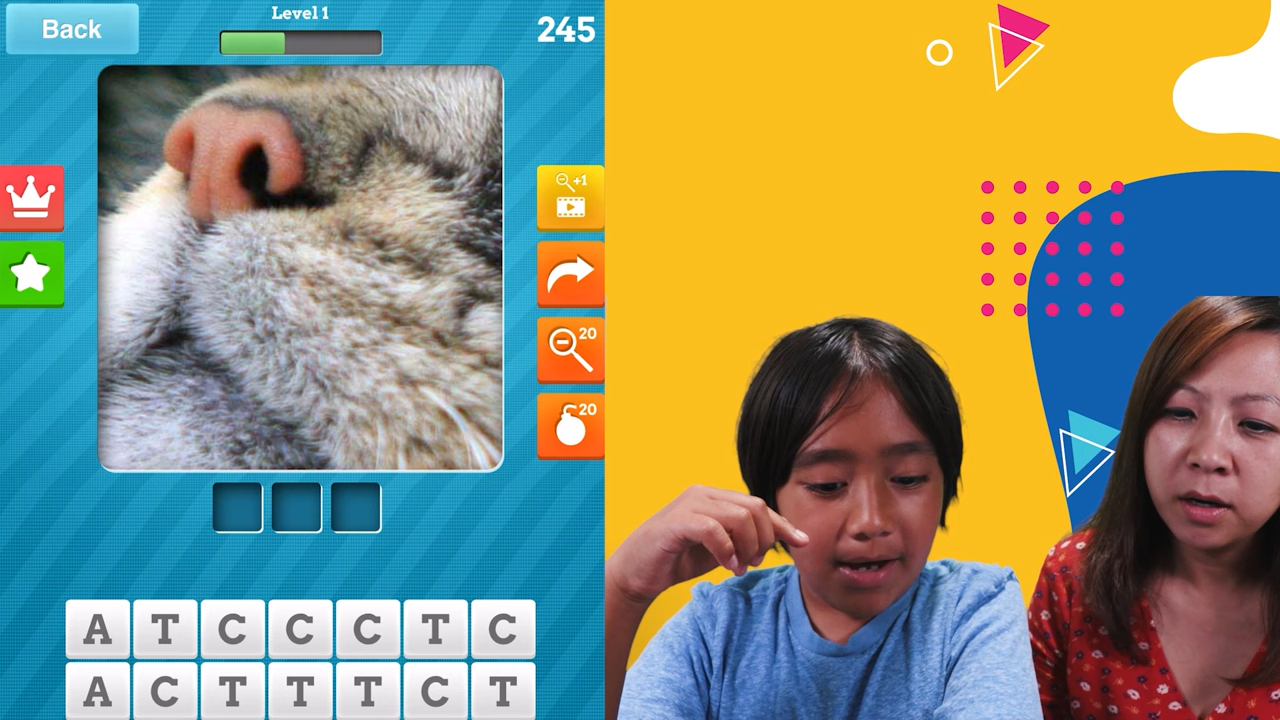 Back
Level 1
245
+1
20
20
A T C C C T C
A C T T T C T